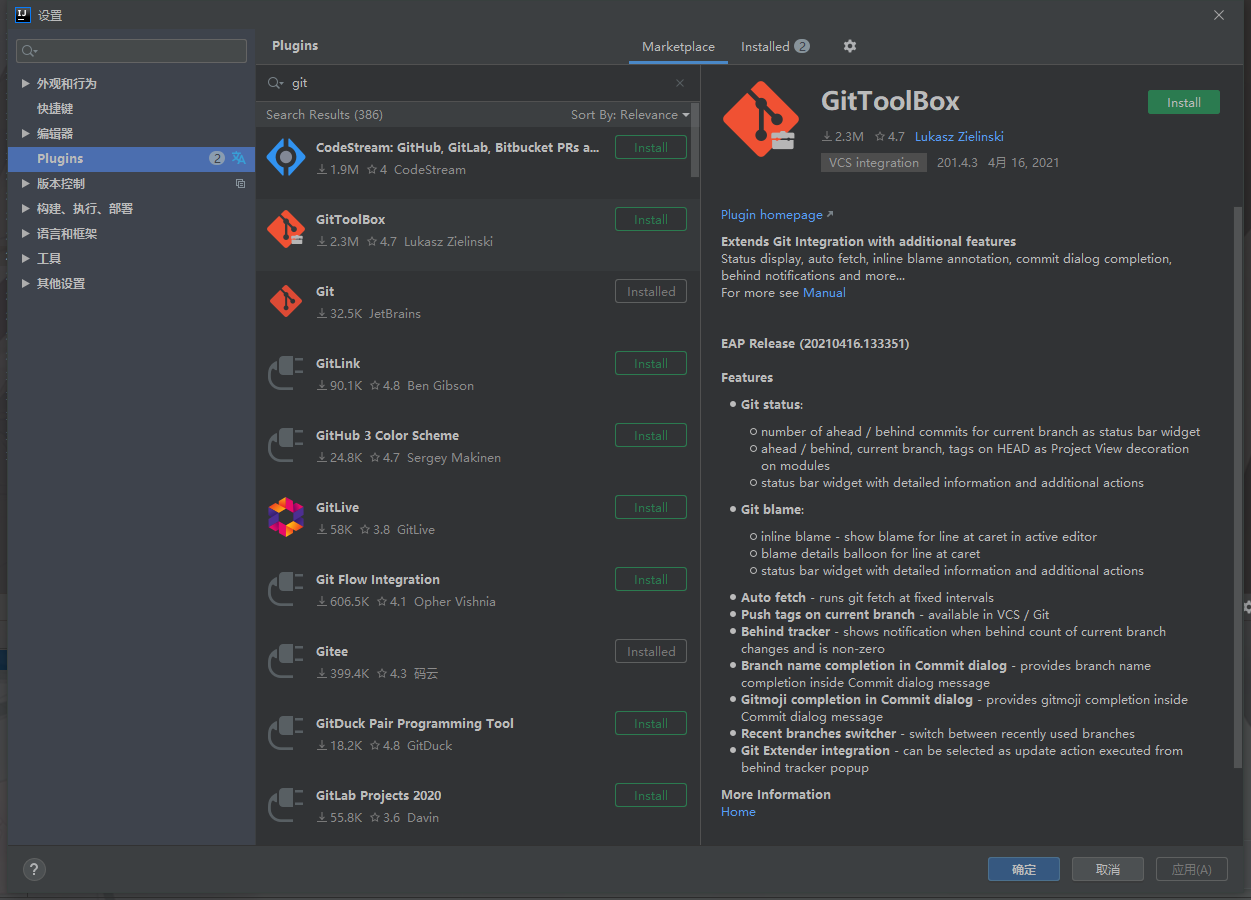 设置
外观和行为
快捷键
编辑器
Plugins 2
版本控制
构建、执行、部署
语言和框架
工具
其他设置
Plugins
Marketplace
Installed 2
git
Search Results (386)
Sort By: Relevance
CodeStream: GitHub, GitLab, Bitbucket PRs a...
1.9M 4 CodeStream
Install
GitToolBox
2.3M 4.7 Lukasz Zielinski
Install
Git
32.5K JetBrains
Installed
GitLink
90.1K 4.8 Ben Gibson
Install
GitHub 3 Color Scheme
24.8K 4.7 Sergey Makinen
Install
GitLive
58K 3.8 GitLive
Install
Git Flow Integration
606.5K 4.1 Opher Vishnia
Install
Gitee
399.4K 4.3 码云
Installed
GitDuck Pair Programming Tool
18.2K 4.8 GitDuck
Install
GitLab Projects 2020
55.8K 3.6 Davin
Install
GitToolBox
Install
2.3M 4.7 Lukasz Zielinski
VCS integration 201.4.3 4月 16, 2021
Plugin homepage
Extends Git Integration with additional features
Status display, auto fetch, inline blame annotation, commit dialog completion,
behind notifications and more...
For more see Manual
EAP Release (20210416.133351)
Features
Git status:
number of ahead / behind commits for current branch as status bar widget
ahead / behind, current branch, tags on HEAD as Project View decoration
on modules
status bar widget with detailed information and additional actions
Git blame:
inline blame - show blame for line at caret in active editor
blame details balloon for line at caret
status bar widget with detailed information and additional actions
Auto fetch - runs git fetch at fixed intervals
Push tags on current branch - available in VCS / Git
Behind tracker - shows notification when behind count of current branch
changes and is non-zero
Branch name completion in Commit dialog - provides branch name
completion inside Commit dialog message
Gitmoji completion in Commit dialog - provides gitmoji completion inside
Commit dialog message
Recent branches switcher - switch between recently used branches
Git Extender integration - can be selected as update action executed from
behind tracker popup
More Information
Home
?
确定
取消
应用(A)